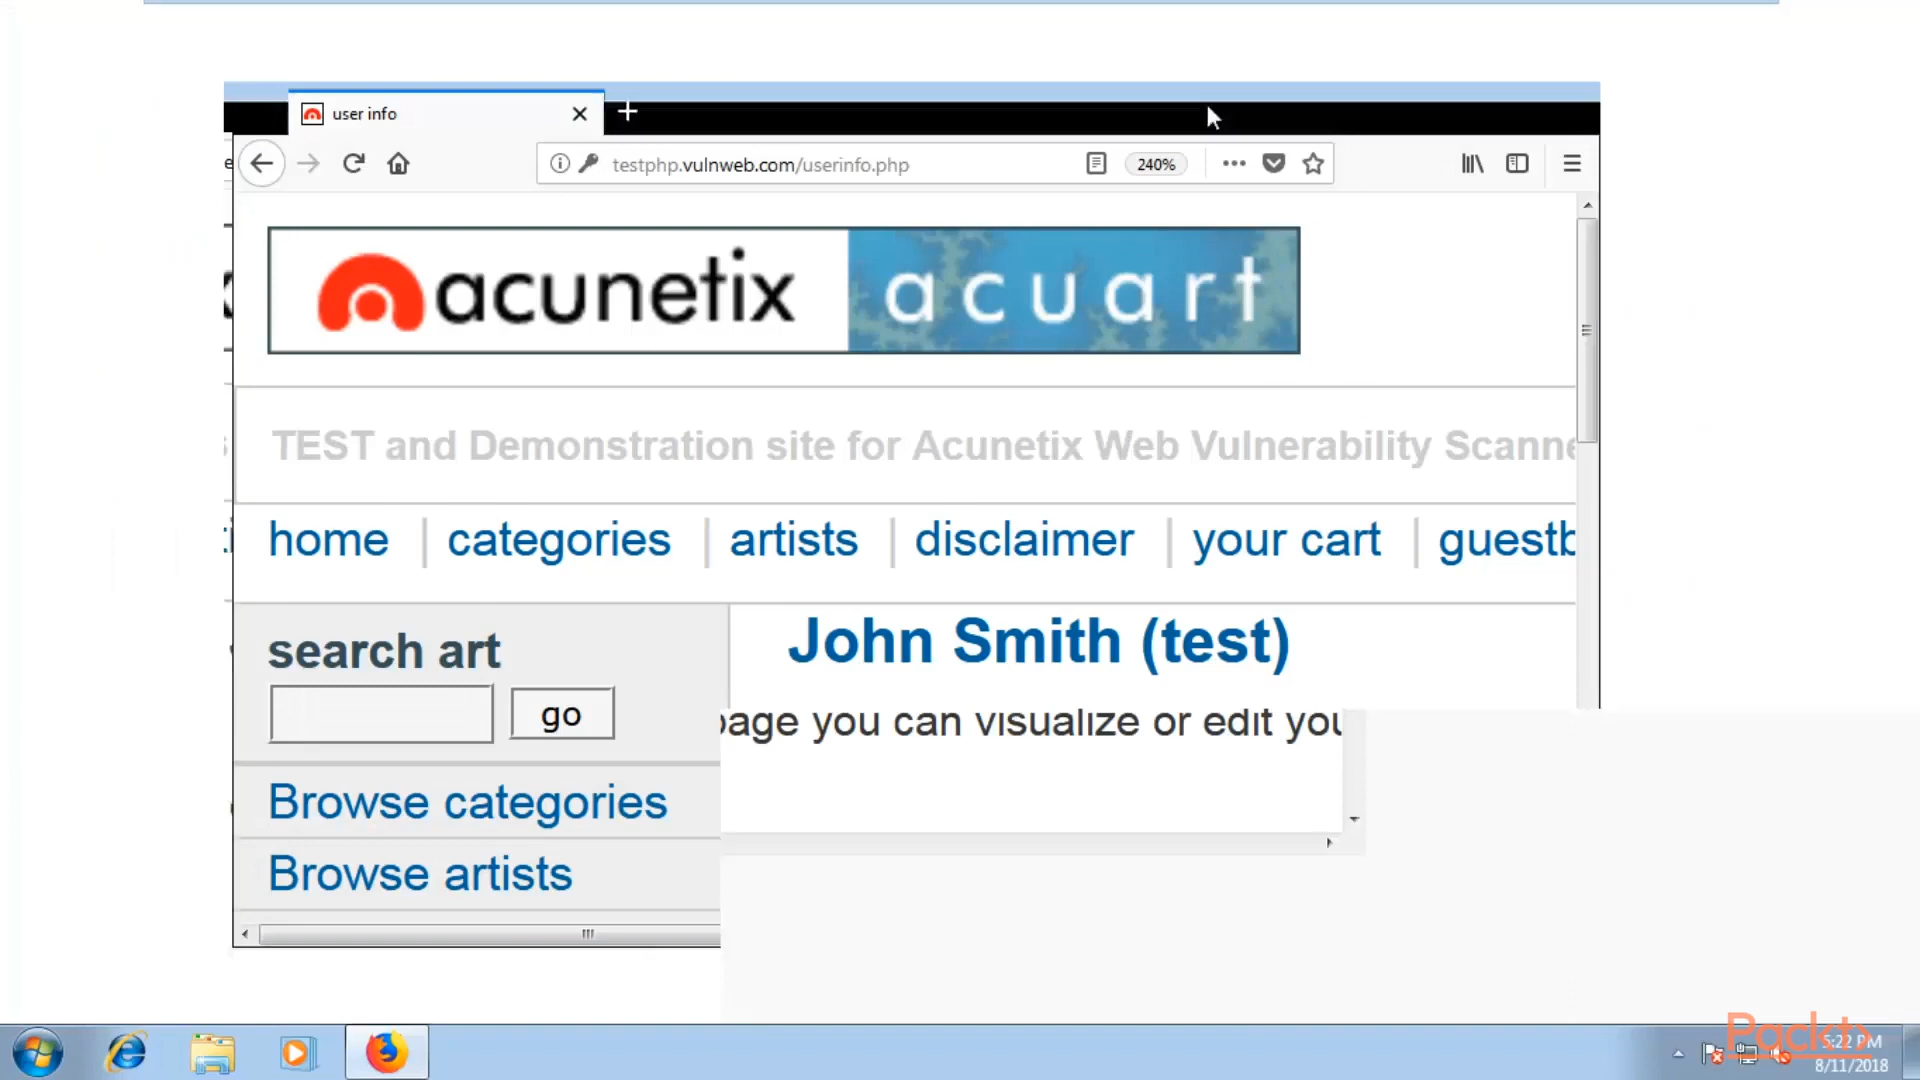 user info
testphp.vulnweb.com/userinfo.php
240%
acunetix acuart
TEST and Demonstration site for Acunetix Web Vulnerability Scanne
home categories artists disclaimer your cart guestb
search art
go
Browse categories
Browse artists
John Smith (test)
page you can visualize or edit you
Packt>
5:22 PM
8/11/2018